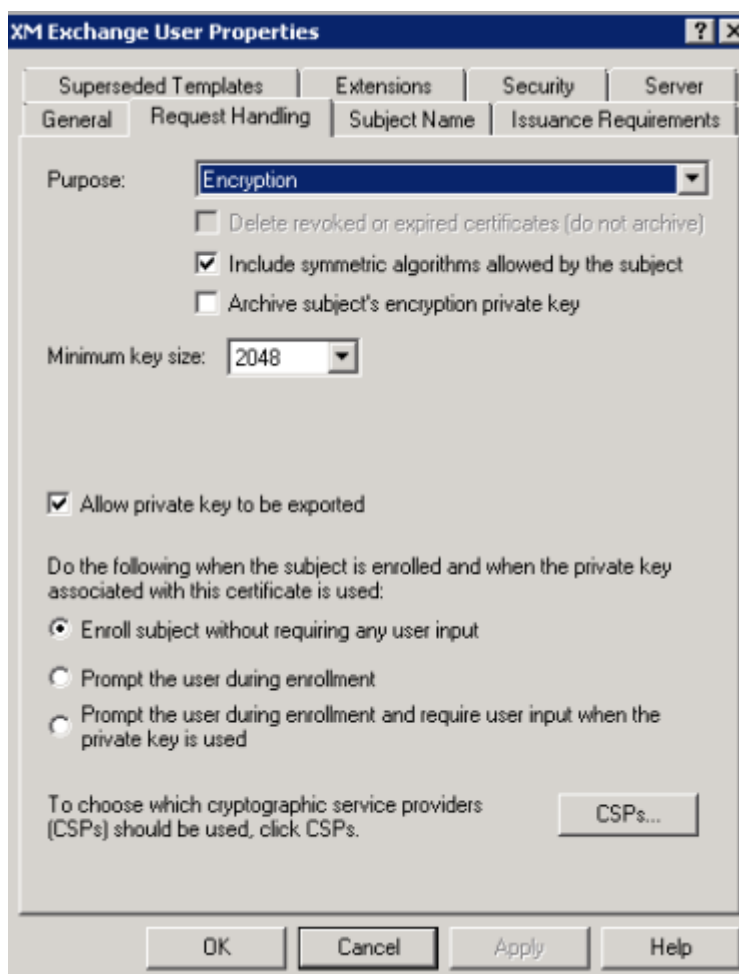 XM Exchange User Properties
Superseded Templates Extensions Security Server
General Request Handling Subject Name Issuance Requirements
Purpose: Encryption
Delete revoked or expired certificates (do not archive)
Include symmetric algorithms allowed by the subject
Archive subject's encryption private key
Minimum key size: 2048
Allow private key to be exported
Do the following when the subject is enrolled and when the private key
associated with this certificate is used:
Enroll subject without requiring any user input
Prompt the user during enrollment
Prompt the user during enrollment and require user input when the
private key is used
To choose which cryptographic service providers
(CSPs) should be used, click CSPs.
CSPs...
OK Cancel Apply Help